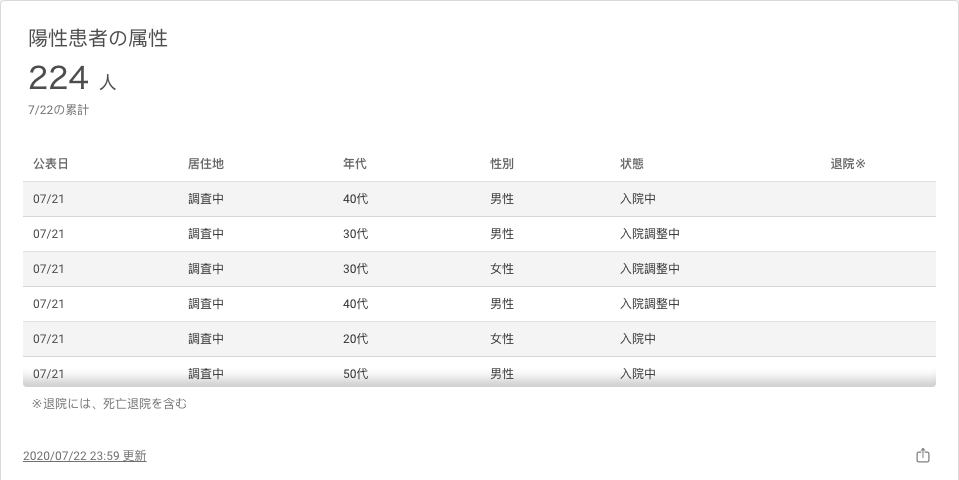 陽性患者の属性
224 人
7/22の累計
公表日 居住地 年代 性別 状態 退院※
07/21 調査中 40代 男性 入院中
07/21 調査中 30代 男性 入院調整中
07/21 調査中 30代 女性 入院調整中
07/21 調査中 40代 男性 入院調整中
07/21 調査中 20代 女性 入院中
07/21 調査中 50代 男性 入院中
※退院には、死亡退院を含む
2020/07/22 23:59 更新